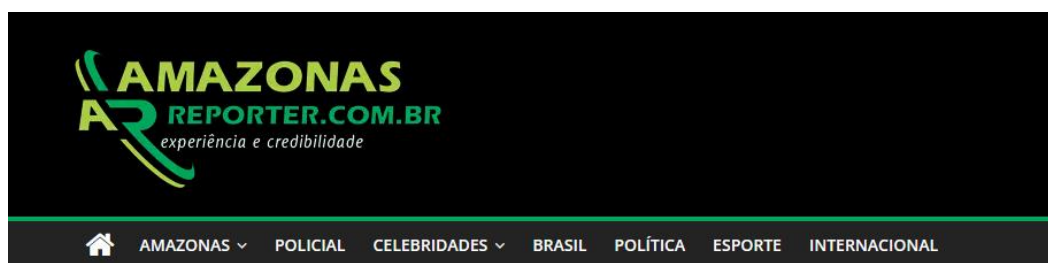 AMAZONAS
AR REPORTER.COM.BR
experiência e credibilidade
AMAZONAS POLICIAL CELEBRIDADES BRASIL POLÍTICA ESPORTE INTERNACIONAL